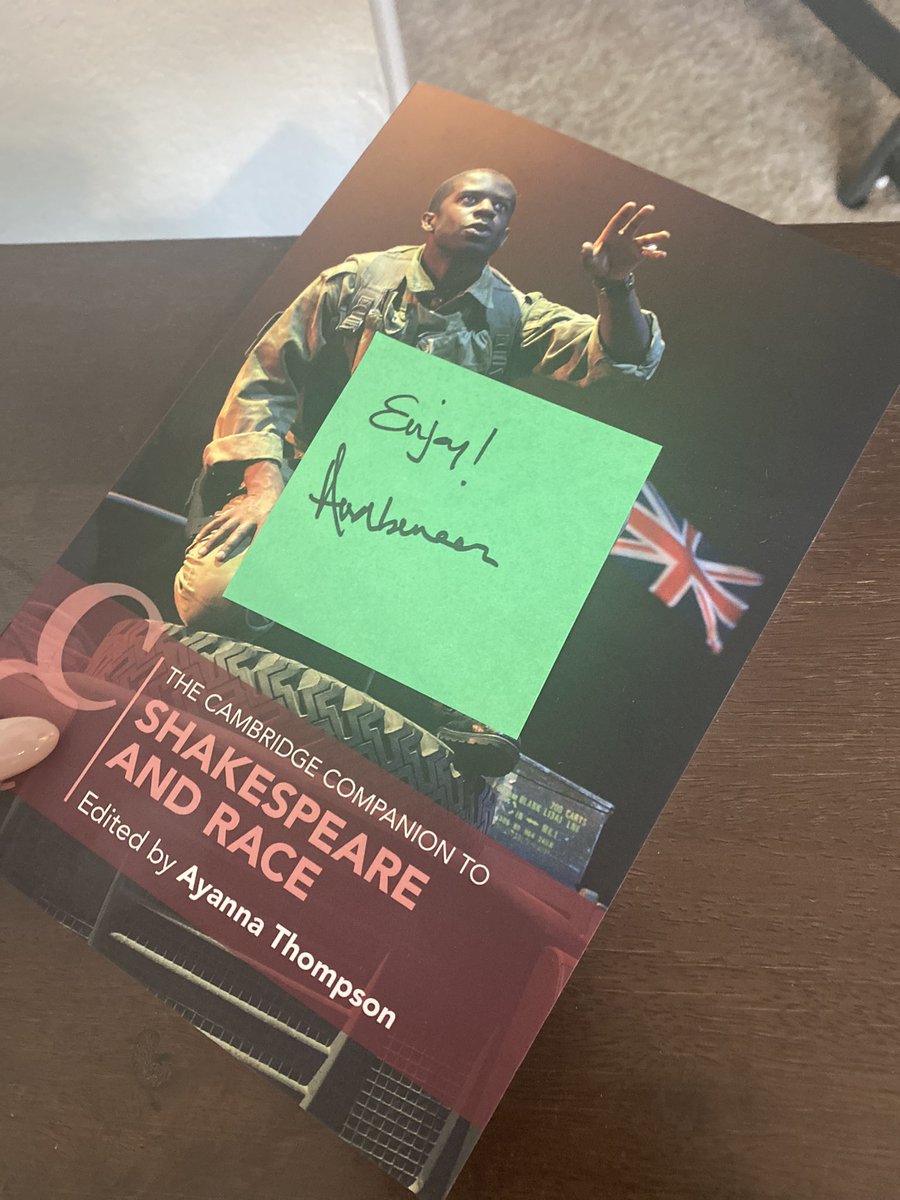 Enjoy!
THE CAMBRIDGE COMPANION TO
SHAKESPEARE
AND RACE
Edited by Ayanna Thompson